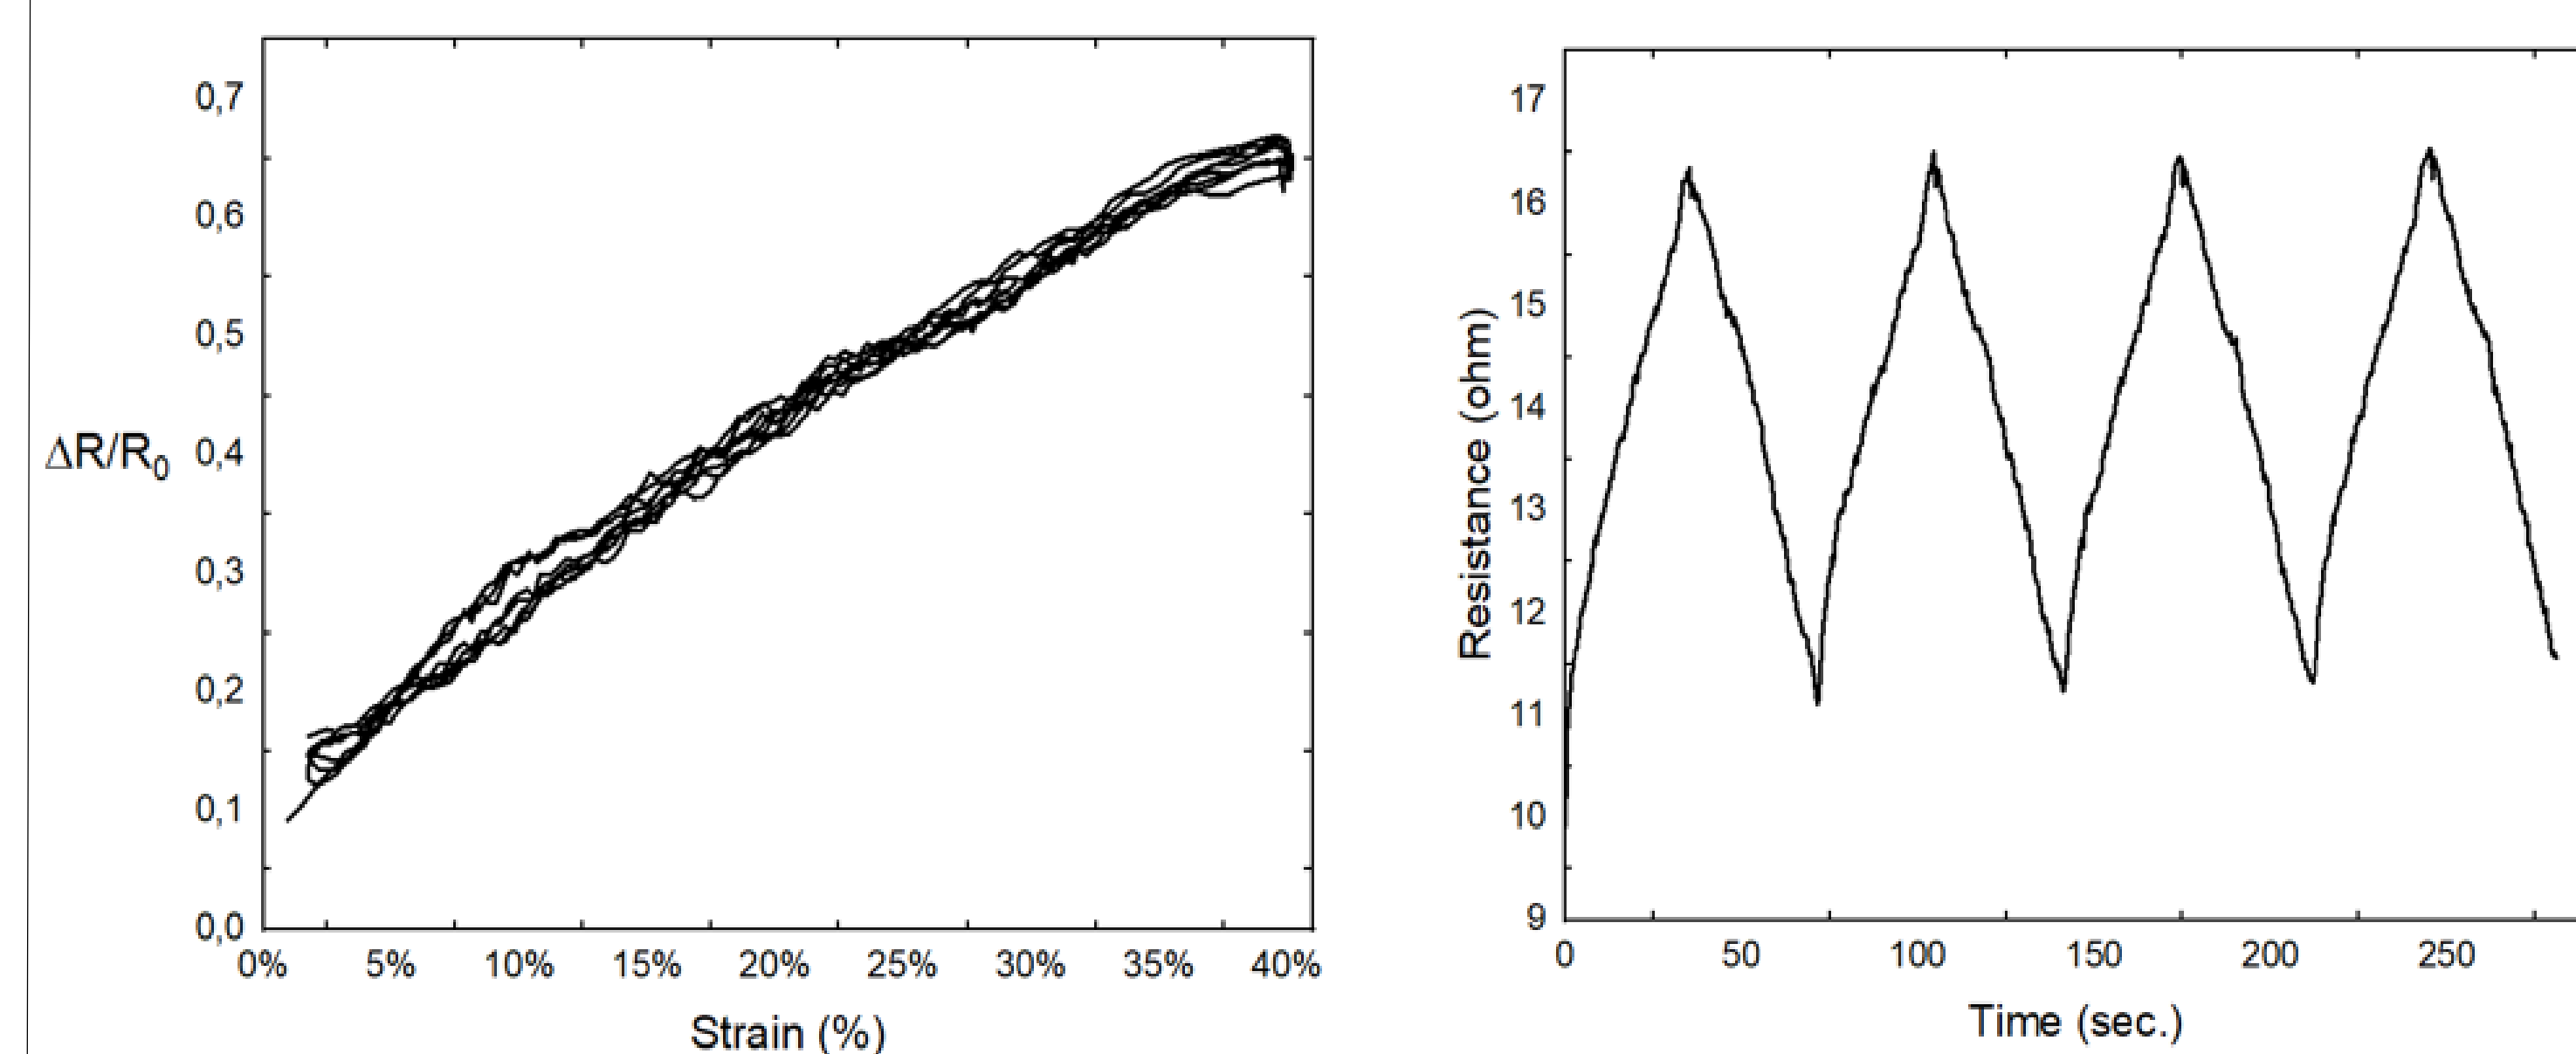 0,7
0,6
0,5
ΔR/R0 0,4
0,3
0,2
0,1
0,0
0% 5% 10% 15% 20% 25% 30% 35% 40%
Strain (%)
17
16
15
14
13
12
11
10
9
Resistance (ohm)
0 50 100 150 200 250
Time (sec.)